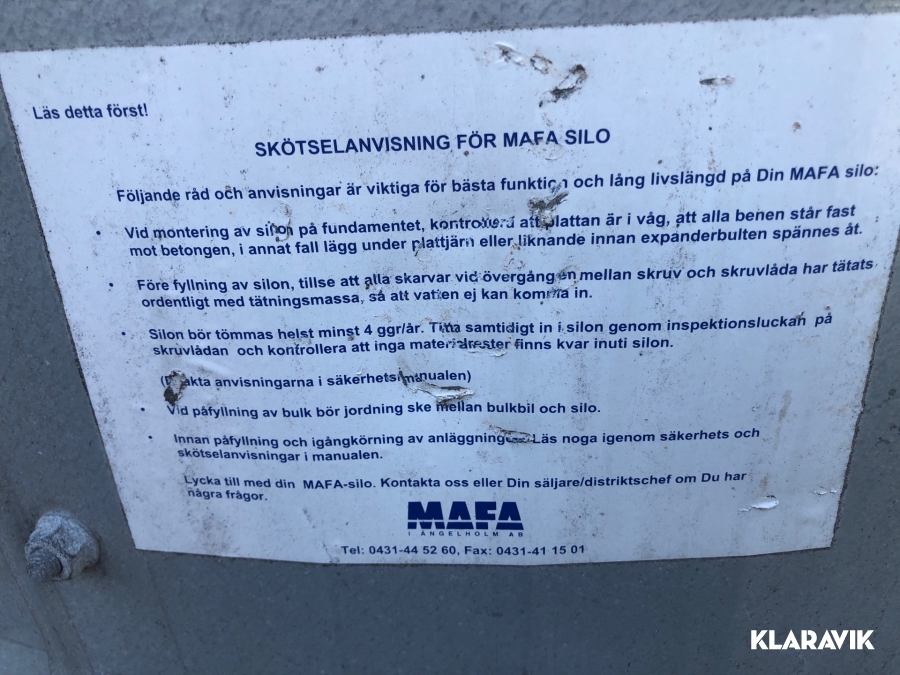 Läs detta först!
SKÖTSELANVISNING FÖR MAFA SILO
Följande råd och anvisningar är viktiga för bästa funktion och lång livslängd på Din MAFA silo:
• Vid montering av silon på fundamentet, kontrollera att plattan är i våg, att alla benen står fast
mot betongen, i annat fall lägg under plattjärn eller liknande innan expanderbulten spännes åt.
• Före fyllning av silon, tillse att alla skarvar vid övergången mellan skruv och skruvlåda har tätats
ordentligt med tätningsmassa, så att vatten ej kan komma in.
• Silon bör tömmas helst minst 4 ggr/år. Titta samtidigt in i silon genom inspektionsluckan på
skruvlådan och kontrollera att inga materialrester finns kvar inuti silon.
(Beakta anvisningarna i säkerhetsmanualen)
• Vid påfyllning av bulk bör jordning ske mellan bulkbil och silo.
• Innan påfyllning och igångkörning av anläggningen. Läs noga igenom säkerhets och
skötselanvisningar i manualen.
Lycka till med din MAFA-silo. Kontakta oss eller Din säljare/distriktschef om Du har
några frågor.
MAFA
I ÄNGELHOLM AB
Tel: 0431-44 52 60, Fax: 0431-41 15 01
KLARAVIK